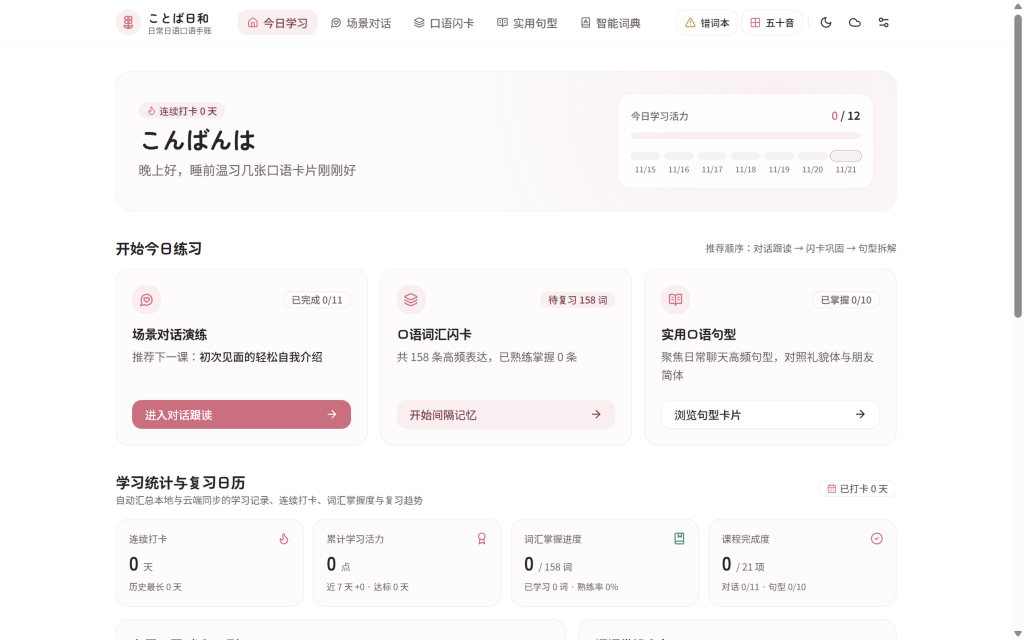 ことば日和
日常日语口语手账
今日学习
场景对话
口语闪卡
实用句型
智能词典
错词本
五十音
连续打卡 0 天
こんばんは
晚上好，睡前温习几张口语卡片刚刚好
今日学习活力
0 / 12
11/15 11/16 11/17 11/18 11/19 11/20 11/21
开始今日练习
推荐顺序：对话跟读 → 闪卡巩固 → 句型拆解
已完成 0/11
场景对话演练
推荐下一课：初次见面的轻松自我介绍
进入对话跟读
待复习 158 词
口语词汇闪卡
共 158 条高频表达，已熟练掌握 0 条
开始间隔记忆
已掌握 0/10
实用口语句型
聚焦日常聊天高频句型，对照礼貌体与朋友
简体
浏览句型卡片
学习统计与复习日历
自动汇总本地与云端同步的学习记录、连续打卡、词汇掌握度与复习趋势
已打卡 0 天
连续打卡
0 天
历史最长 0 天
累计学习活力
0 点
近 7 天 +0 · 达标 0 天
词汇掌握进度
0 / 158 词
已学习 0 词 · 熟练率 0%
课程完成度
0 / 21 项
对话 0/11 · 句型 0/10